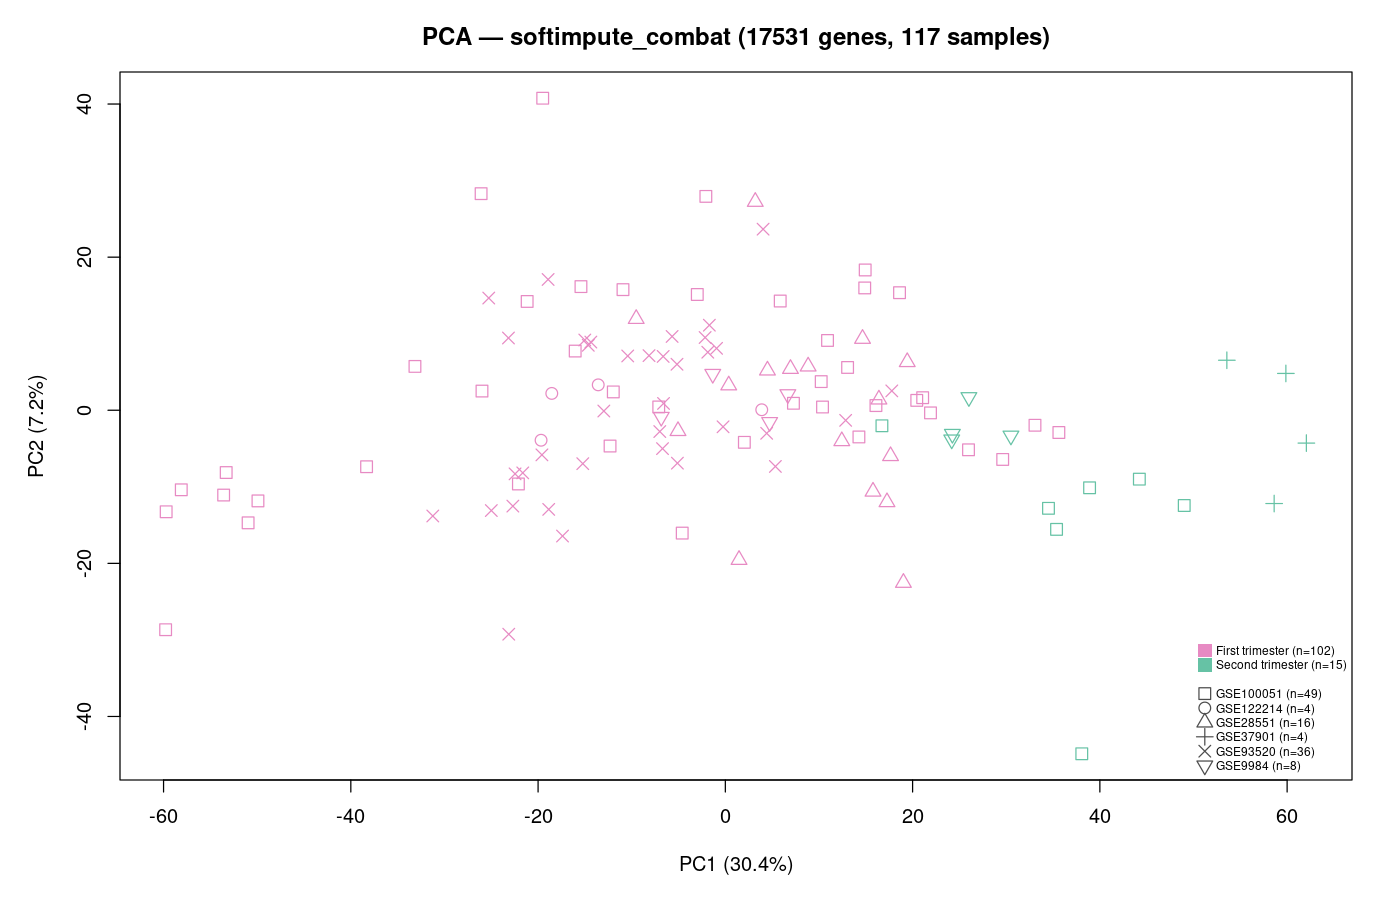 PCA — softimpute_combat (17531 genes, 117 samples)
40
20
0
-20
-40
PC2 (7.2%)
First trimester (n=102)
Second trimester (n=15)
GSE100051 (n=49)
GSE122214 (n=4)
GSE28551 (n=16)
GSE37901 (n=4)
GSE93520 (n=36)
GSE9984 (n=8)
-60 -40 -20 0 20 40 60
PC1 (30.4%)